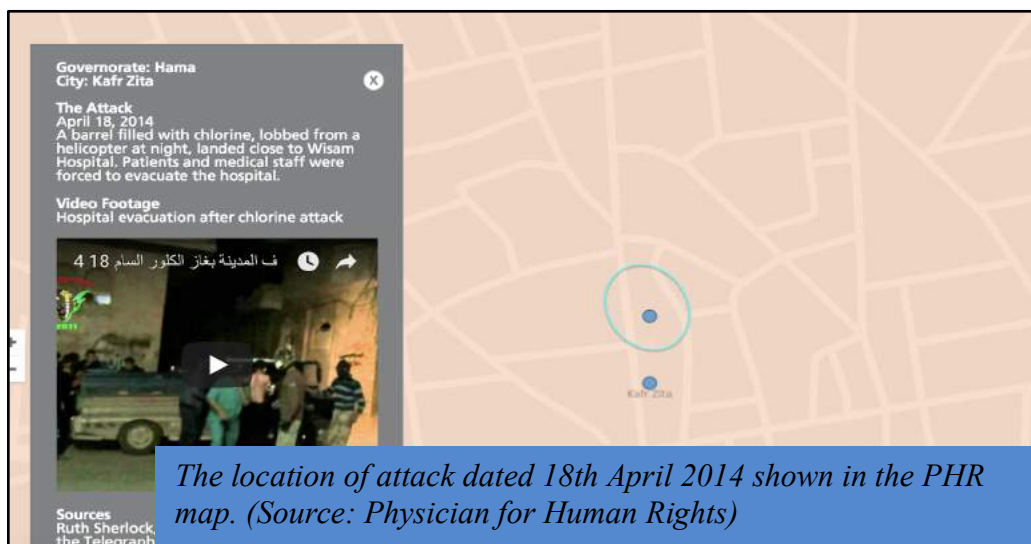 Governorate: Hama
City: Kafr Zita
X
The Attack
April 18, 2014
A barrel filled with chlorine, lobbed from a
helicopter at night, landed close to Wisam
Hospital. Patients and medical staff were
forced to evacuate the hospital.
Video Footage
Hospital evacuation after chlorine attack
ف المدينة بغاز الكلور السام 18 4
Kafr Zita
+
-
The location of attack dated 18th April 2014 shown in the PHR
map. (Source: Physician for Human Rights)
Sources
Ruth Sherlock,
the Telegraph